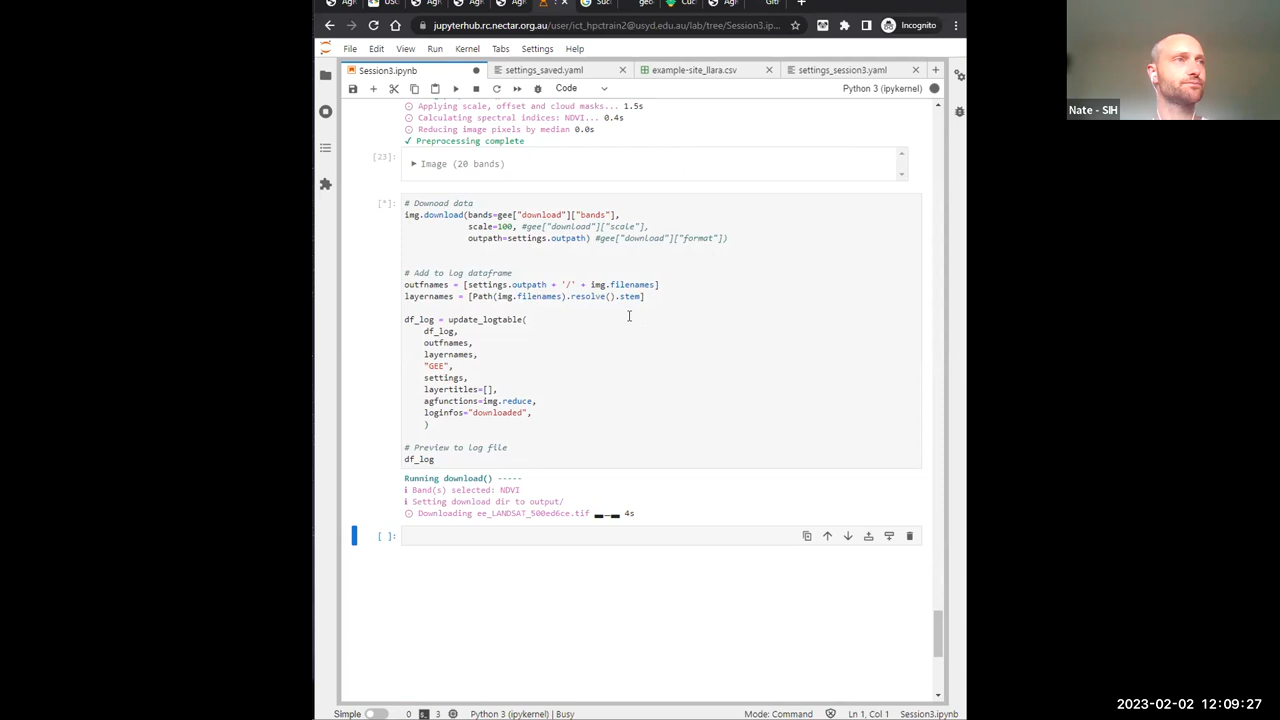 jupyterhub.rc.nectar.org.au/user/ict_hpctrain2@usyd.edu.au/lab/tree/Session3.i...
Incognito
File Edit View Run Kernel Tabs Settings Help
Session3.ipynb
settings_saved.yaml
example-site_llara.csv
settings_session3.yaml
Code
Python 3 (ipykernel)
Applying scale, offset and cloud masks... 1.5s
Calculating spectral indices: NDVI... 0.4s
Reducing image pixels by median 0.0s
✓ Preprocessing complete
[23]:
▶ Image (20 bands)
[*]:
# Downoad data
img.download(bands=gee["download"]["bands"],
scale=100, #gee["download"]["scale"],
outpath=settings.outpath) #gee["download"]["format"])
# Add to log dataframe
outfnames = [settings.outpath + '/' + img.filenames]
layernames = [Path(img.filenames).resolve().stem]
df_log = update_logtable(
df_log,
outfnames,
layernames,
"GEE",
settings,
layertitles=[],
agfunctions=img.reduce,
loginfos="downloaded",
)
# Preview to log file
df_log
Running download() -----
i Band(s) selected: NDVI
i Setting download dir to output/
Downloading ee_LANDSAT_500ed6ce.tif 4s
[ ]:
Simple 0 3 Python 3 (ipykernel) | Busy
Mode: Command Ln 1, Col 1 Session3.ipynb
Nate - SIH
2023-02-02 12:09:27